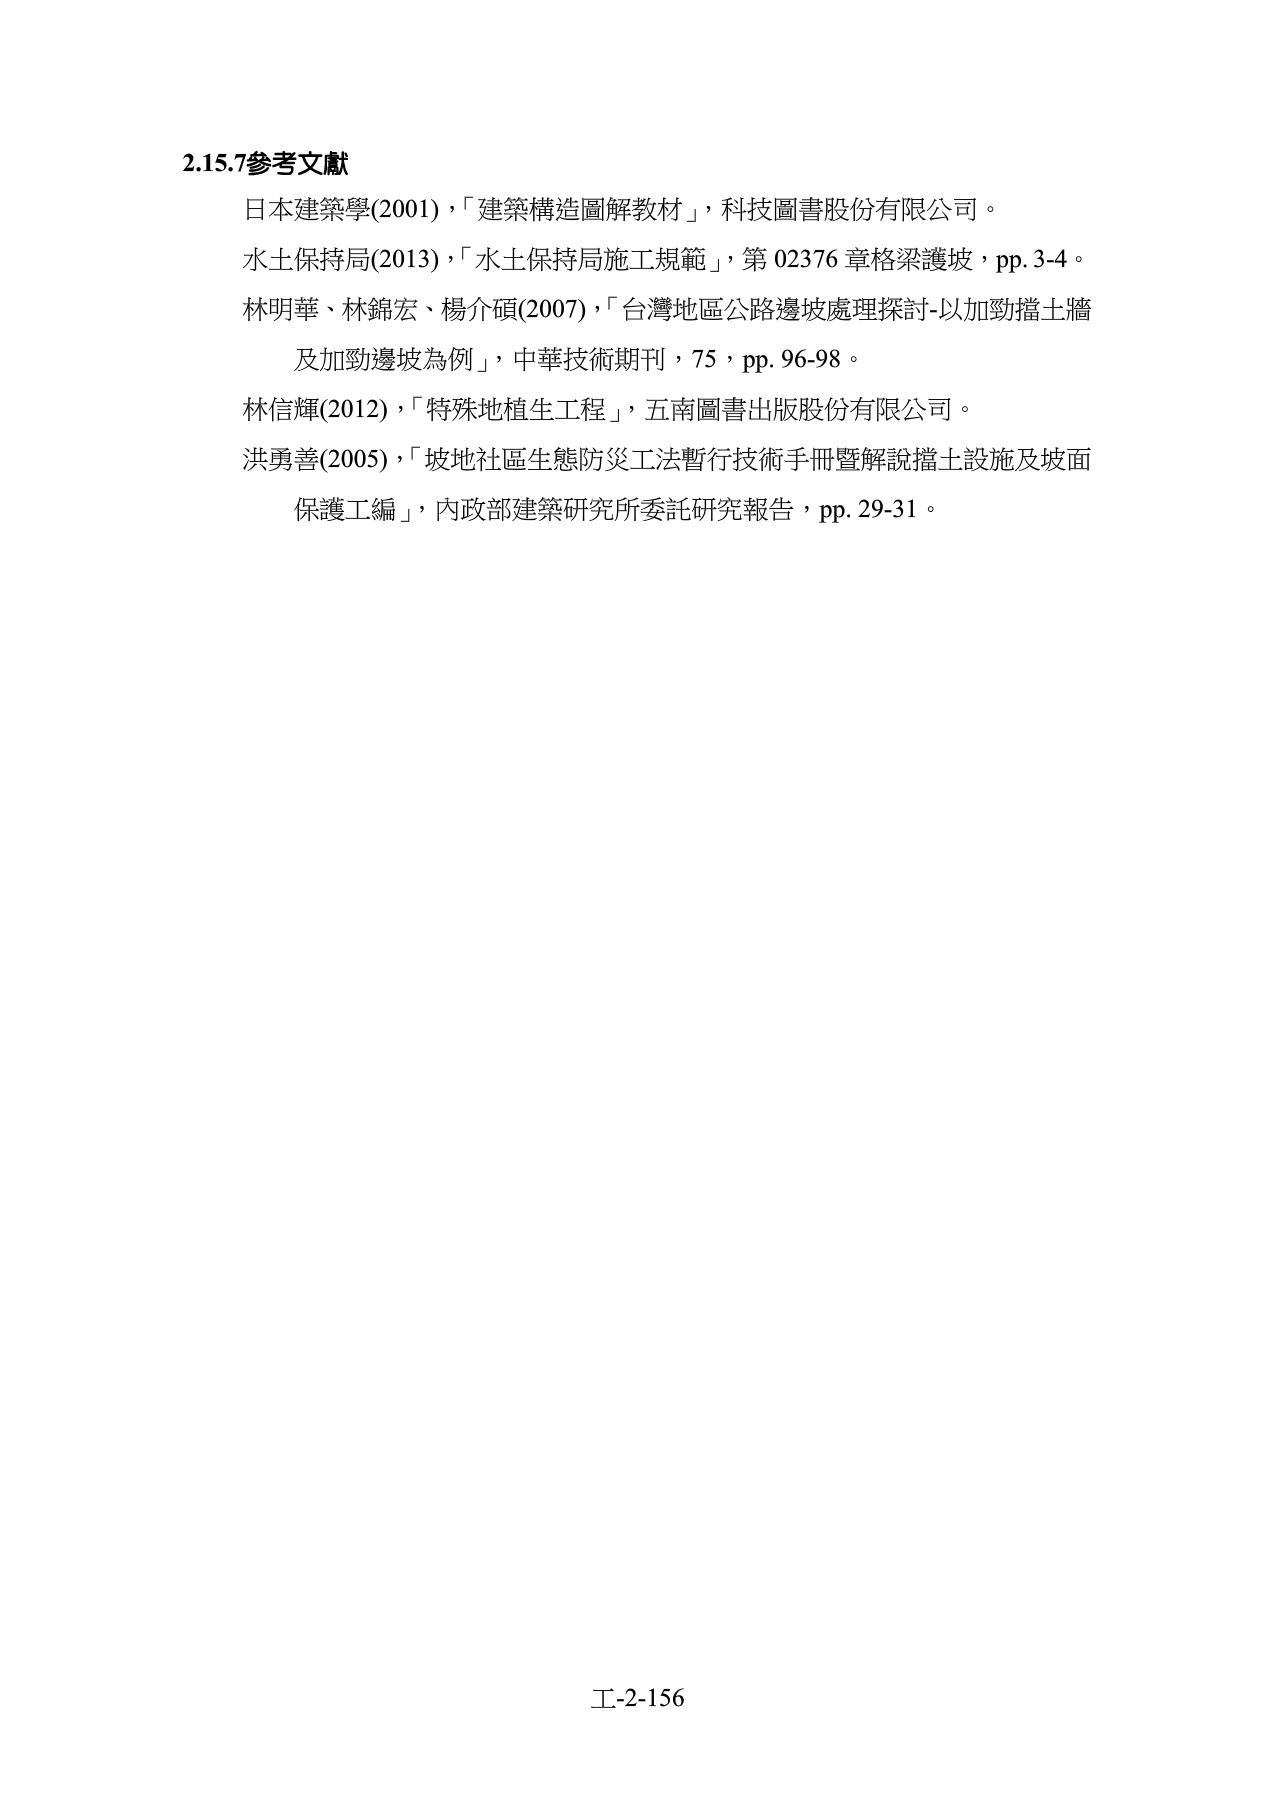 2.15.7參考文獻
日本建築學(2001)，「建築構造圖解教材」，科技圖書股份有限公司。
水土保持局(2013)，「水土保持局施工規範」，第 02376 章格梁護坡，pp. 3-4。
林明華、林錦宏、楊介碩(2007)，「台灣地區公路邊坡處理探討-以加勁擋土牆
及加勁邊坡為例」，中華技術期刊，75，pp. 96-98。
林信輝(2012)，「特殊地植生工程」，五南圖書出版股份有限公司。
洪勇善(2005)，「坡地社區生態防災工法暫行技術手冊暨解說擋土設施及坡面
保護工編」，內政部建築研究所委託研究報告，pp. 29-31。
工-2-156